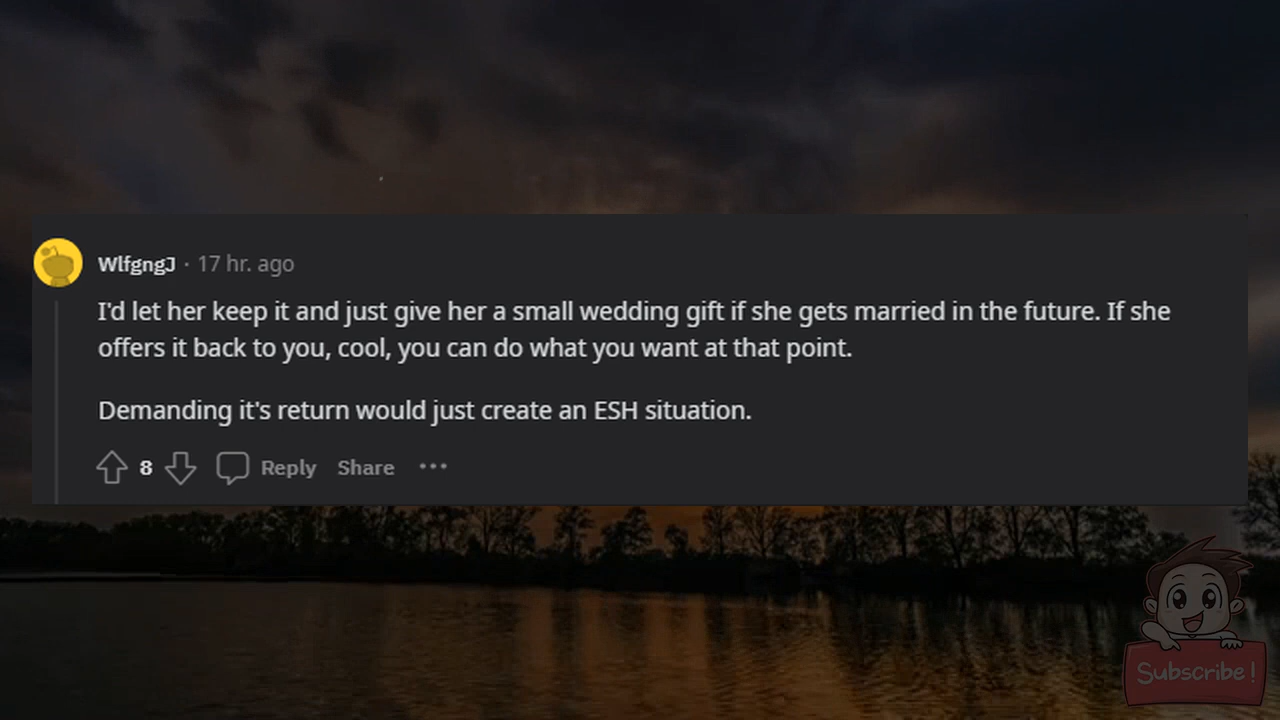 WlfgngJ · 17 hr. ago
I'd let her keep it and just give her a small wedding gift if she gets married in the future. If she
offers it back to you, cool, you can do what you want at that point.
Demanding it's return would just create an ESH situation.
8 Reply Share ···
Subscribe!